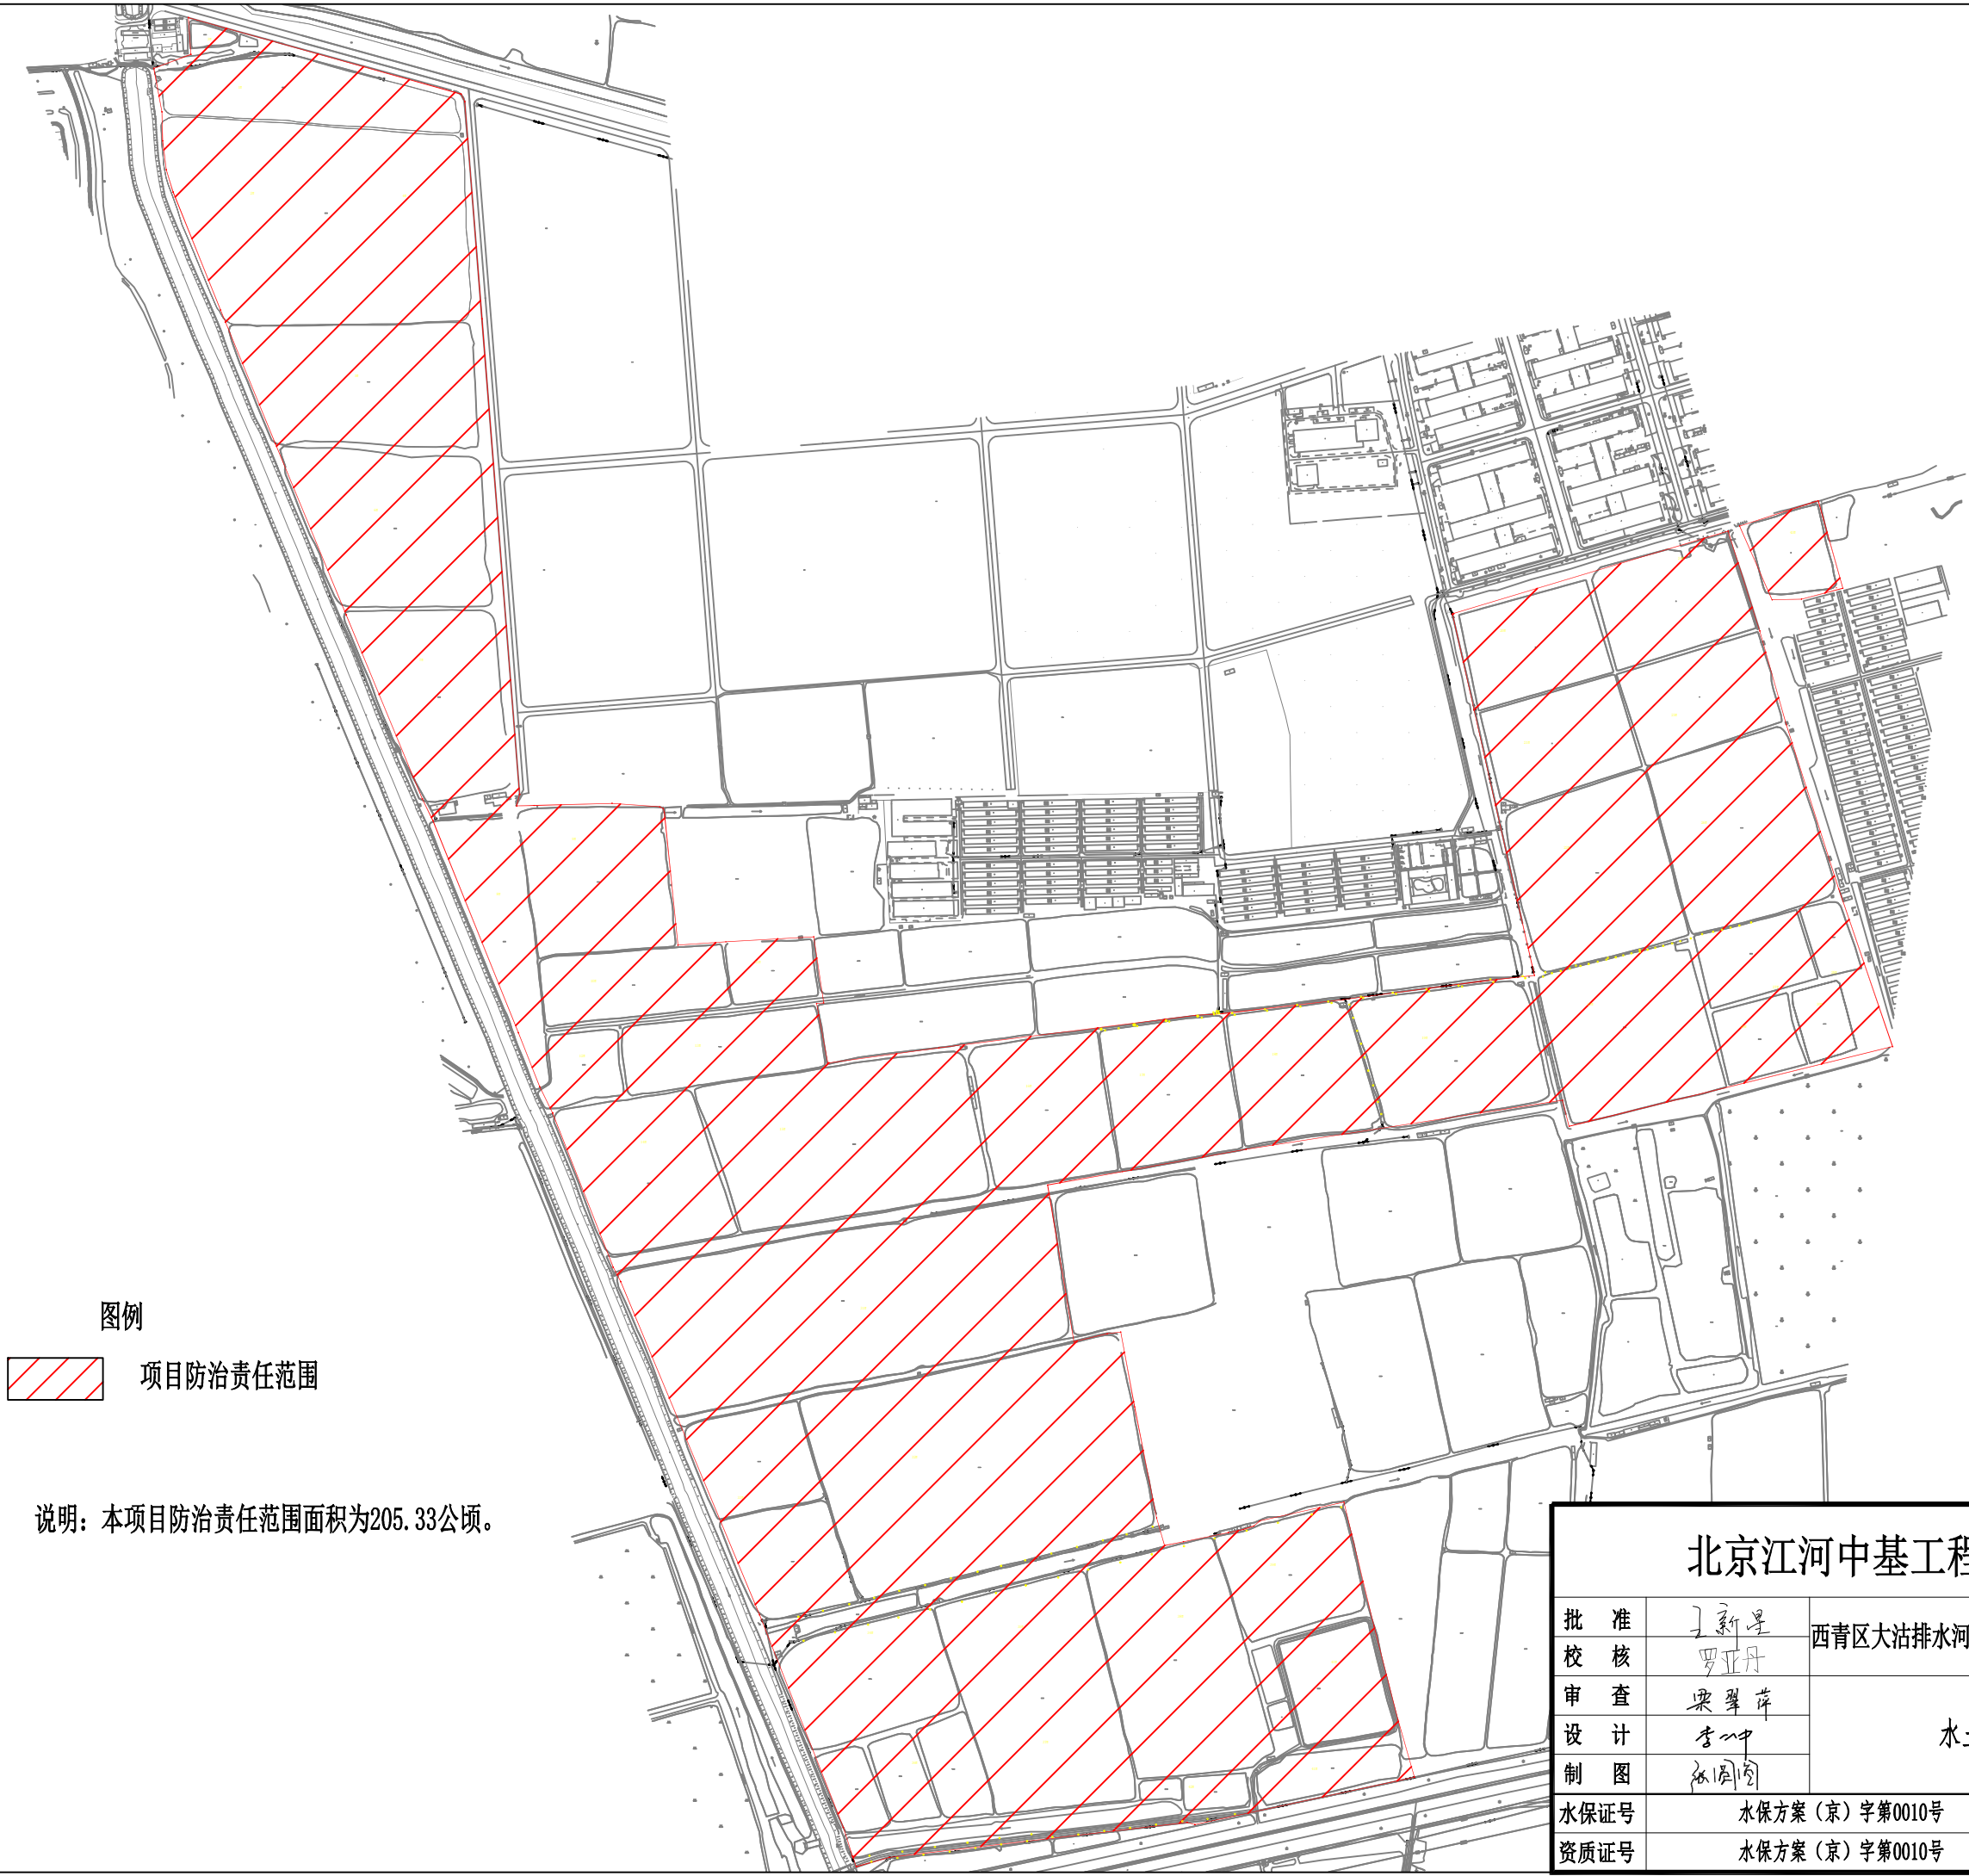 图例
项目防治责任范围
说明：本项目防治责任范围面积为205.33公顷。
北京江河中基工程
批 准 王新星 西青区大沽排水河
校 核 罗亚丹
审 查 梁翠萍
设 计
制 图
水土
水保证号 水保方案（京）字第0010号
资质证号 水保方案（京）字第0010号